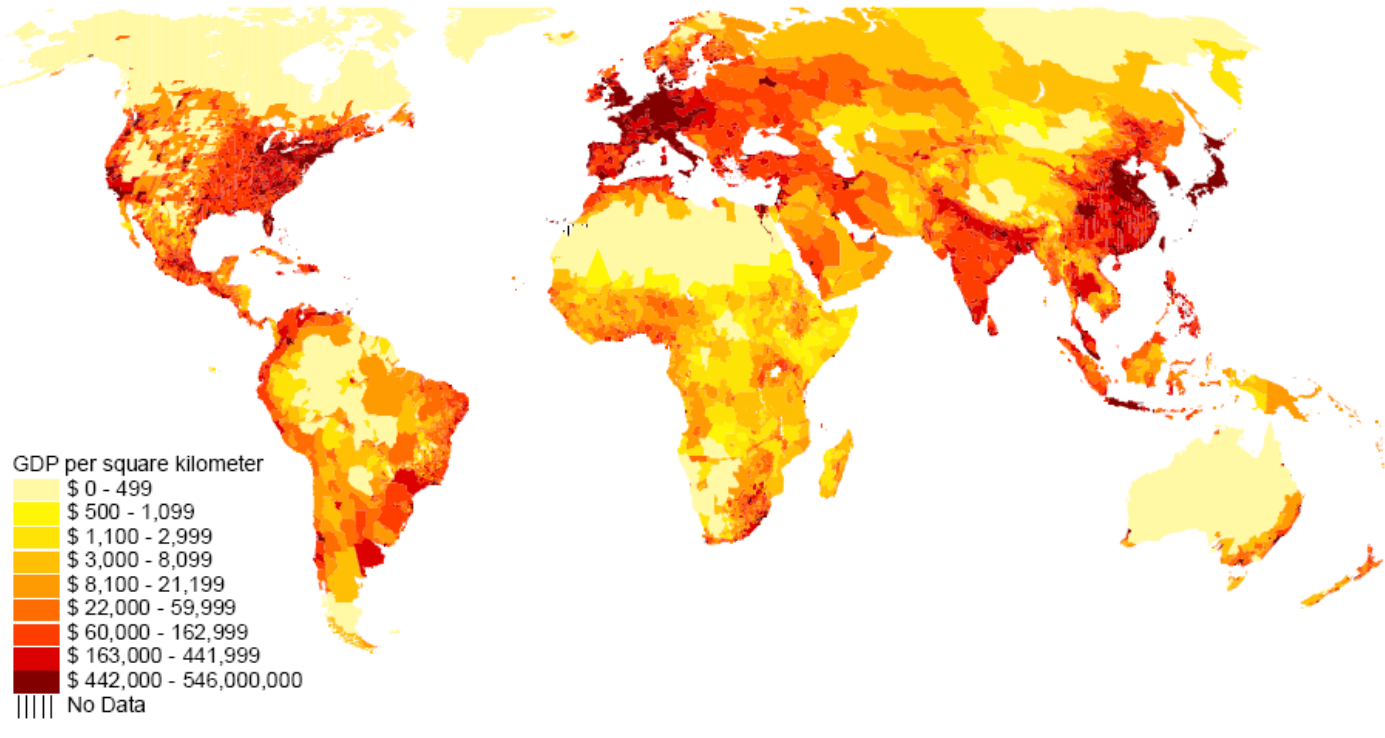 GDP per square kilometer
$ 0 - 499
$ 500 - 1,099
$ 1,100 - 2,999
$ 3,000 - 8,099
$ 8,100 - 21,199
$ 22,000 - 59,999
$ 60,000 - 162,999
$ 163,000 - 441,999
$ 442,000 - 546,000,000
No Data